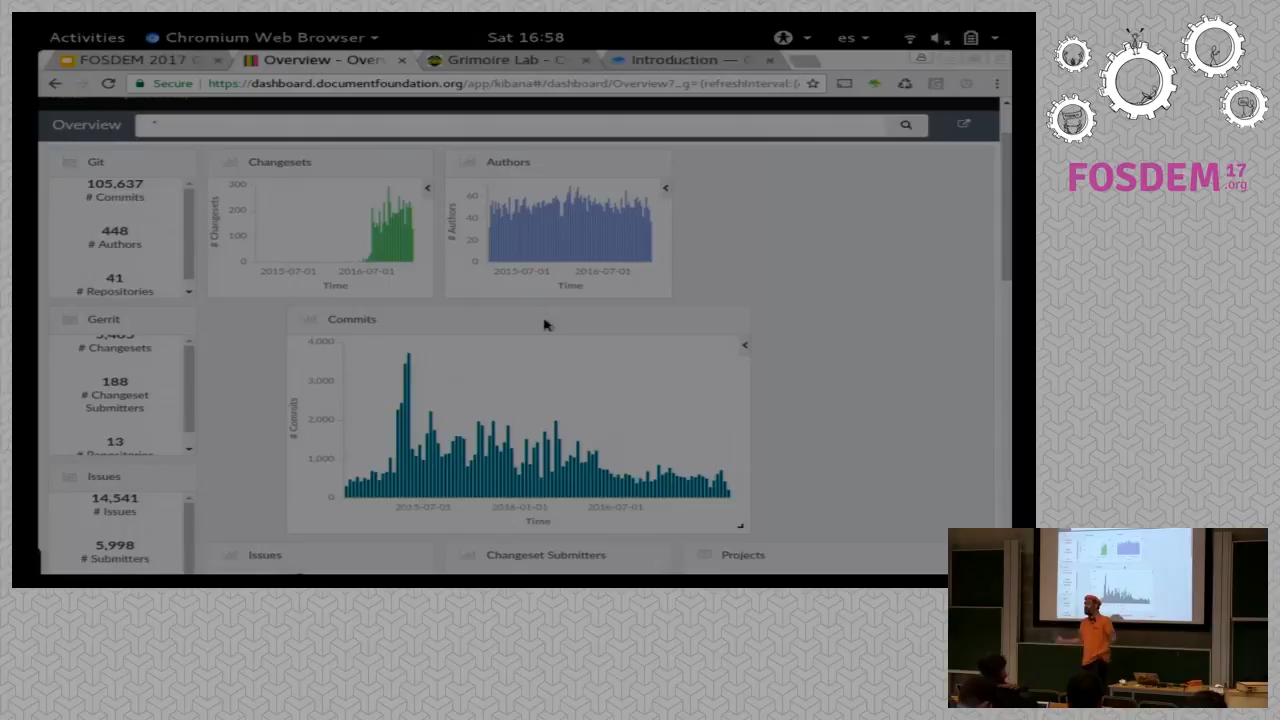 Activities
Chromium Web Browser
Sat 16:58
es
FOSDEM 2017
Overview - Over
Grimoire Lab -
Introduction —
Secure
https://dashboard.documentfoundation.org/app/kibana#/dashboard/Overview?_g=(refreshInterval:(
Overview
*
Git
105,637
# Commits
448
# Authors
41
# Repositories
Changesets
300
200
100
0
# Changesets
2015-07-01
2016-07-01
Time
Authors
60
40
20
0
# Authors
2015-07-01
2016-07-01
Time
Gerrit
# Changesets
188
# Changeset
Submitters
13
Commits
4,000
3,000
2,000
1,000
0
# Commits
2015-07-01
2016-01-01
2016-07-01
Time
Issues
14,541
# Issues
5,998
# Submitters
Issues
Changeset Submitters
Projects
FOSDEM 17
.org